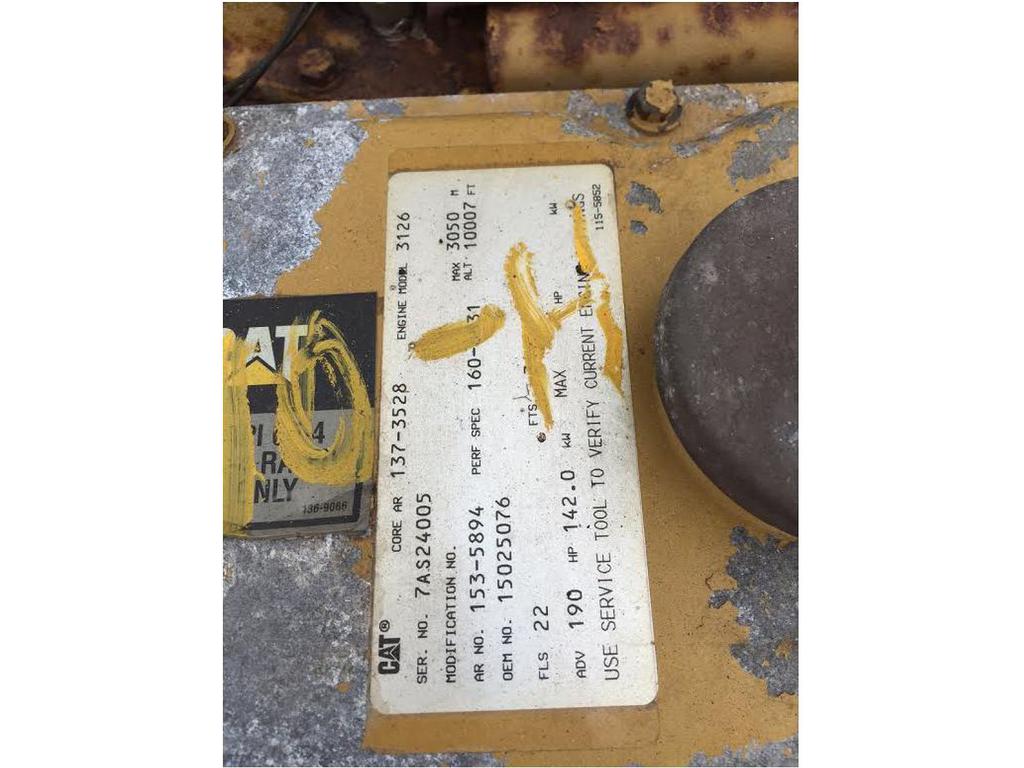 CAT® CORE AR 137-3528 ENGINE MODEL 3126
SER. NO. 7AS24005
MODIFICATION NO. MAX 3050 M
AR NO. 153-5894 PERF SPEC 160- 31 ALT 10007 FT
OEM NO. 15025076
FLS 22 FTS
ADV 190 HP 142.0 kW MAX HP kW
USE SERVICE TOOL TO VERIFY CURRENT
115-5852
CAT
NLY
136-9066